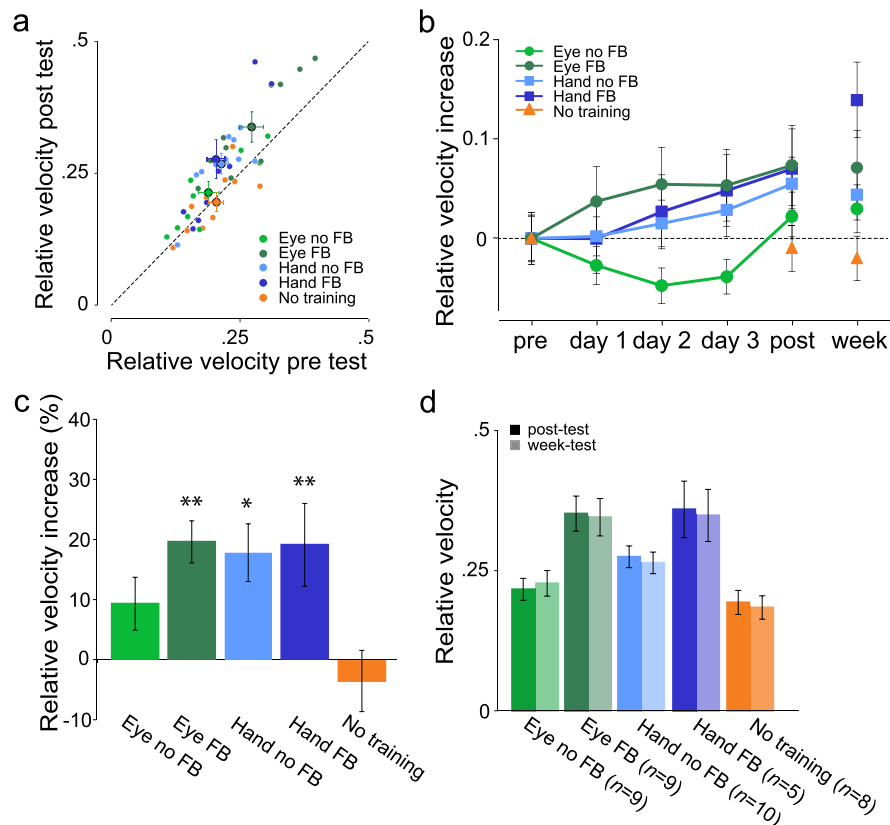 a
Relative velocity post test
.5
.25
0
Eye no FB
Eye FB
Hand no FB
Hand FB
No training
0
.25
.5
Relative velocity pre test
b
Relative velocity increase
0.2
0.1
0
Eye no FB
Eye FB
Hand no FB
Hand FB
No training
pre
day 1
day 2
day 3
post
week
c
Relative velocity increase (%)
40
30
20
10
0
-10
**
*
**
Eye no FB
Eye FB
Hand no FB
Hand FB
No training
d
Relative velocity
.5
.25
0
post-test
week-test
Eye no FB (n=9)
Eye FB (n=9)
Hand no FB (n=10)
Hand FB (n=5)
No training (n=8)